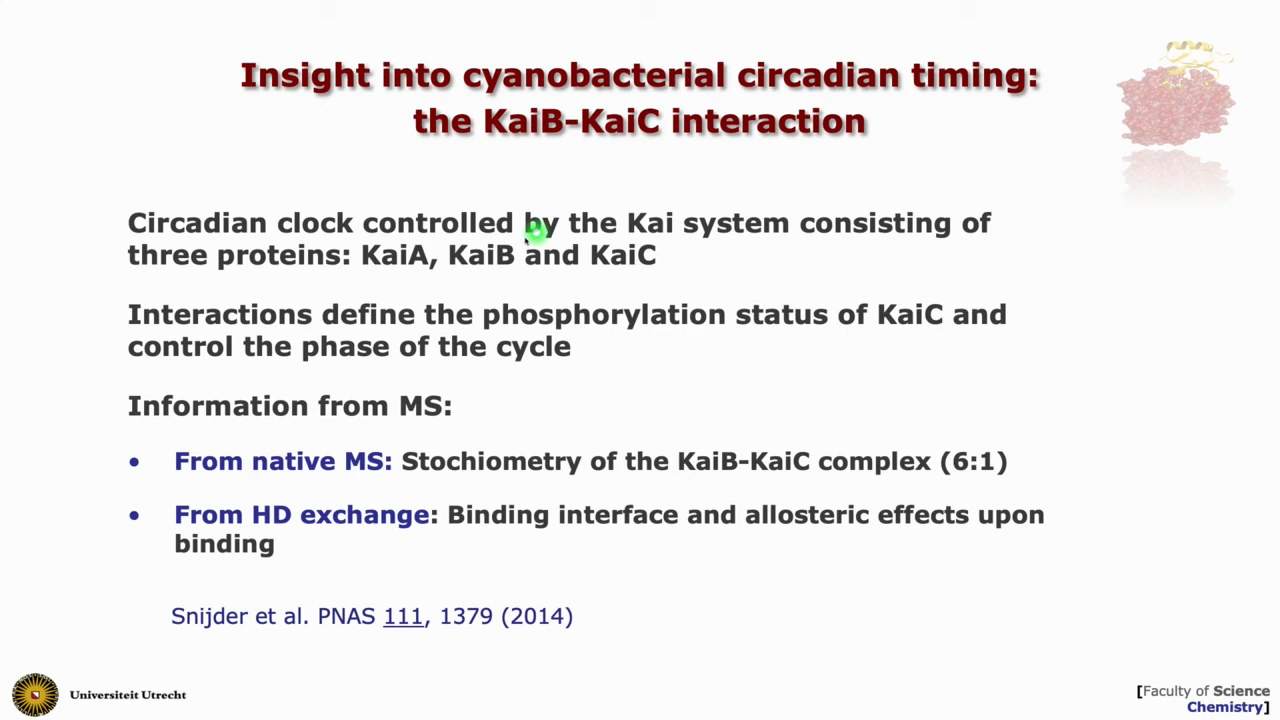 Insight into cyanobacterial circadian timing:
the KaiB-KaiC interaction
Circadian clock controlled by the Kai system consisting of
three proteins: KaiA, KaiB and KaiC
Interactions define the phosphorylation status of KaiC and
control the phase of the cycle
Information from MS:
• From native MS: Stochiometry of the KaiB-KaiC complex (6:1)
• From HD exchange: Binding interface and allosteric effects upon
binding
Snijder et al. PNAS 111, 1379 (2014)
Universiteit Utrecht
[Faculty of Science
Chemistry]